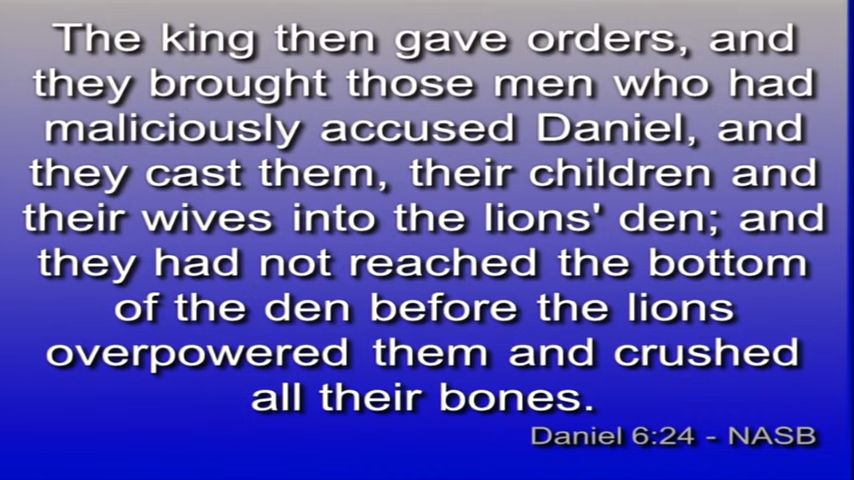 The king then gave orders, and
they brought those men who had
maliciously accused Daniel, and
they cast them, their children and
their wives into the lions' den; and
they had not reached the bottom
of the den before the lions
overpowered them and crushed
all their bones.
Daniel 6:24 - NASB